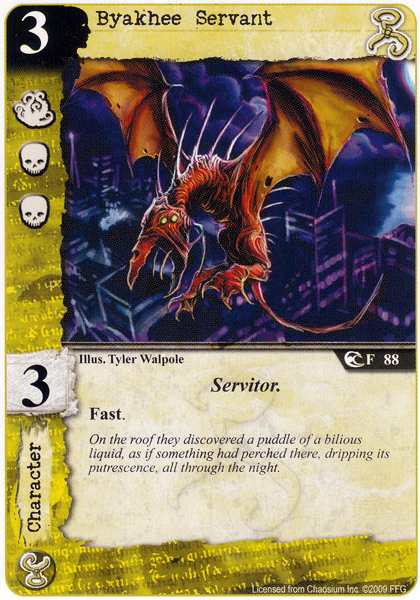 3
Byakhee Servant
Illus. Tyler Walpole
F 88
3
Servitor.
Fast.
On the roof they discovered a puddle of a bilious
liquid, as if something had perched there, dripping its
putrescence, all through the night.
Character
Licensed from Chaosium Inc. ©2009 FFG